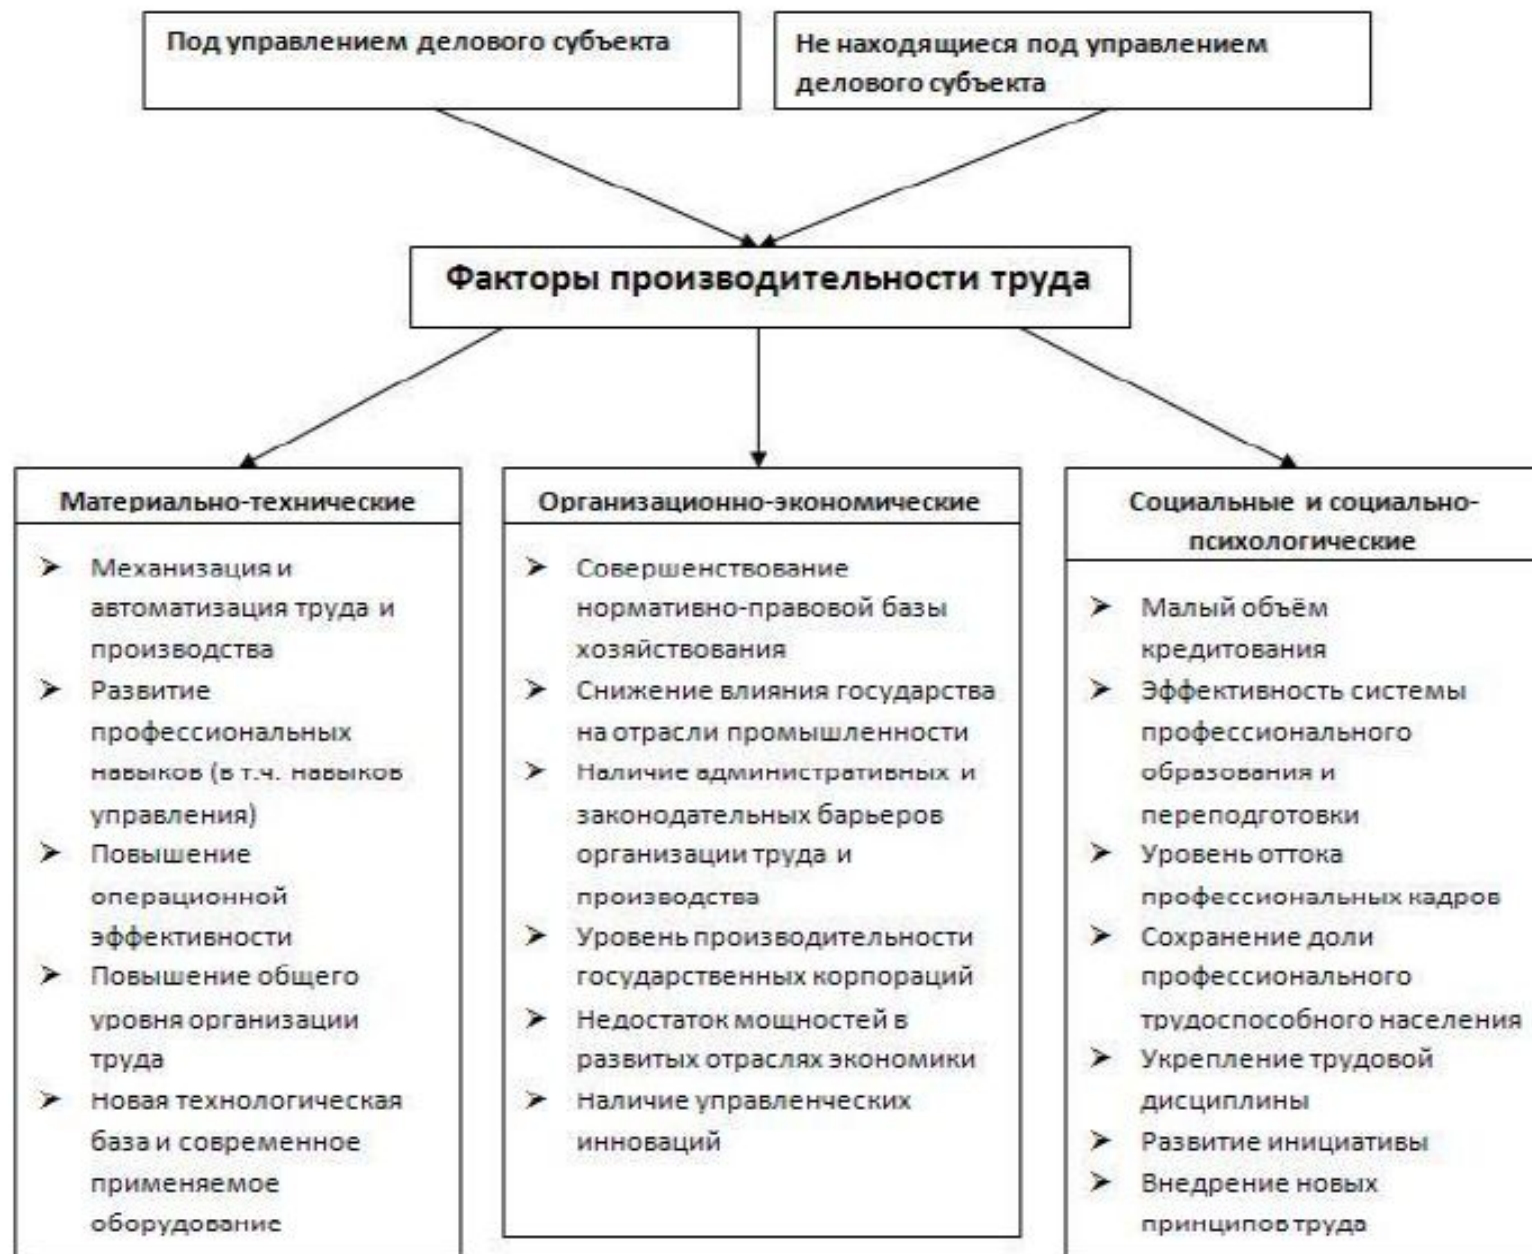 Под управлением делового субъекта
Не находящиеся под управлением
делового субъекта
Факторы производительности труда
Материально-технические
➤ Механизация и
автоматизация труда и
производства
➤ Развитие
профессиональных
навыков (в т.ч. навыков
управления)
➤ Повышение
операционной
эффективности
➤ Повышение общего
уровня организации
труда
➤ Новая технологическая
база и современное
применяемое
оборудование
Организационно-экономические
➤ Совершенствование
нормативно-правовой базы
хозяйствования
➤ Снижение влияния государства
на отрасли промышленности
➤ Наличие административных и
законодательных барьеров
организации труда и
производства
➤ Уровень производительности
государственных корпораций
➤ Недостаток мощностей в
развитых отраслях экономики
➤ Наличие управленческих
инноваций
Социальные и социально-
психологические
➤ Малый объём
кредитования
➤ Эффективность системы
профессионального
образования и
переподготовки
➤ Уровень оттока
профессиональных кадров
➤ Сохранение доли
профессионального
трудоспособного населения
➤ Укрепление трудовой
дисциплины
➤ Развитие инициативы
➤ Внедрение новых
принципов труда